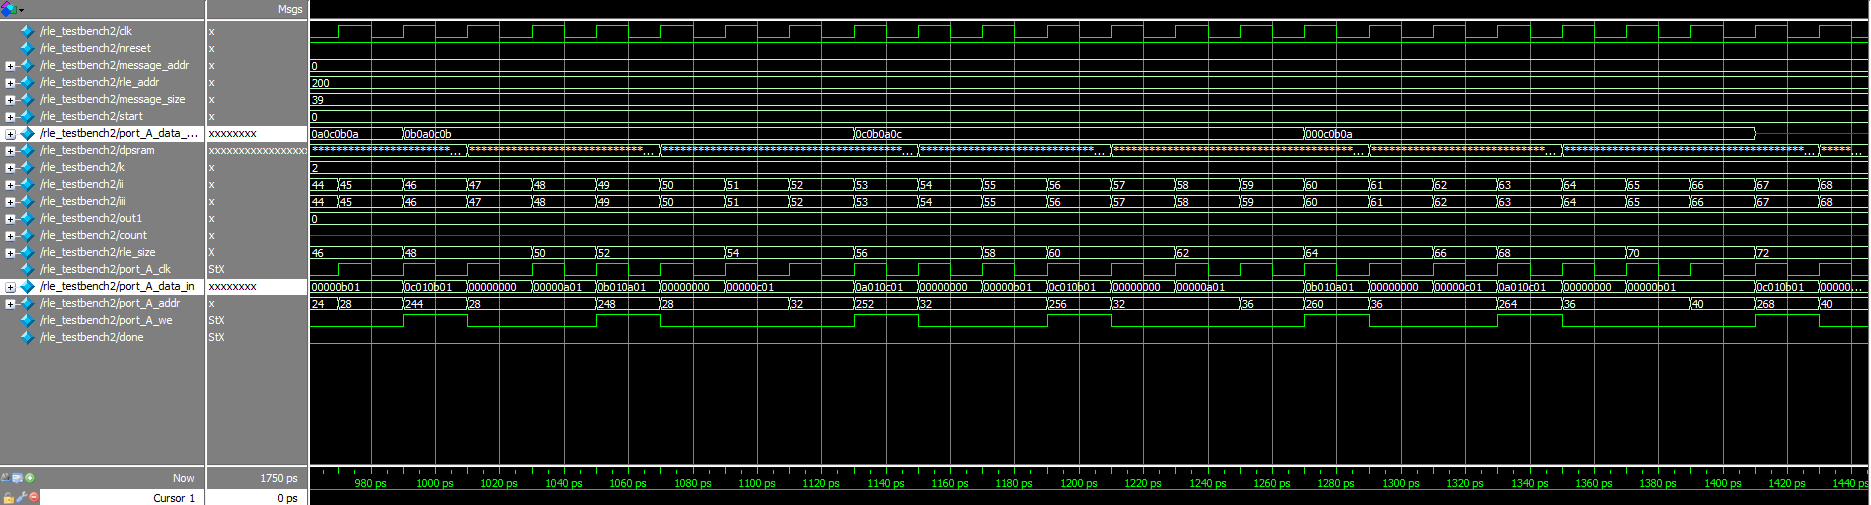 Msgs
/rle_testbench2/clk x
/rle_testbench2/nreset x
/rle_testbench2/message_addr x 0
/rle_testbench2/rle_addr x 200
/rle_testbench2/message_size x 39
/rle_testbench2/start x 0
/rle_testbench2/port_A_data_... xxxxxxxx 0a0c0b0a 0b0a0c0b 0c0b0a0c 000c0b0a
/rle_testbench2/dpsram xxxxxxxxxxxxxxxxx
/rle_testbench2/k x 2
/rle_testbench2/ii x 44 45 46 47 48 49 50 51 52 53 54 55 56 57 58 59 60 61 62 63 64 65 66 67 68
/rle_testbench2/iii x 44 45 46 47 48 49 50 51 52 53 54 55 56 57 58 59 60 61 62 63 64 65 66 67 68
/rle_testbench2/out1 x 0
/rle_testbench2/count x
/rle_testbench2/rle_size X 46 48 50 52 54 56 58 60 62 64 66 68 70 72
/rle_testbench2/port_A_clk StX
/rle_testbench2/port_A_data_in xxxxxxxx 00000b01 0c010b01 00000000 00000a01 0b010a01 00000000 00000c01 0a010c01 00000000 00000b01 0c010b01 00000000 00000a01 0b010a01 00000000 00000c01 0a010c01 00000000 00000b01 0c010b01 00000...
/rle_testbench2/port_A_addr x 24 28 244 28 248 28 32 252 32 256 32 36 260 36 264 36 40 268 40
/rle_testbench2/port_A_we StX
/rle_testbench2/done StX
Now 1750 ps
980 ps 1000 ps 1020 ps 1040 ps 1060 ps 1080 ps 1100 ps 1120 ps 1140 ps 1160 ps 1180 ps 1200 ps 1220 ps 1240 ps 1260 ps 1280 ps 1300 ps 1320 ps 1340 ps 1360 ps 1380 ps 1400 ps 1420 ps 1440 ps
Cursor 1 0 ps